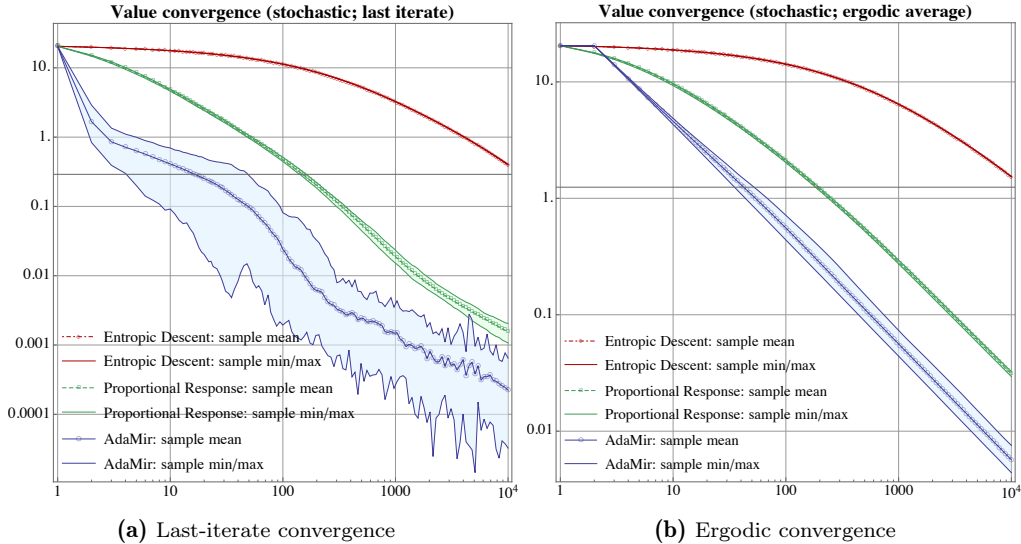 Value convergence (stochastic; last iterate)
10.
1.
0.1
0.01
0.001
0.0001
Entropic Descent: sample mean
Entropic Descent: sample min/max
Proportional Response: sample mean
Proportional Response: sample min/max
AdaMir: sample mean
AdaMir: sample min/max
1 10 100 1000 10^4
(a) Last-iterate convergence
Value convergence (stochastic; ergodic average)
10.
1.
0.1
0.01
Entropic Descent: sample mean
Entropic Descent: sample min/max
Proportional Response: sample mean
Proportional Response: sample min/max
AdaMir: sample mean
AdaMir: sample min/max
1 10 100 1000 10^4
(b) Ergodic convergence